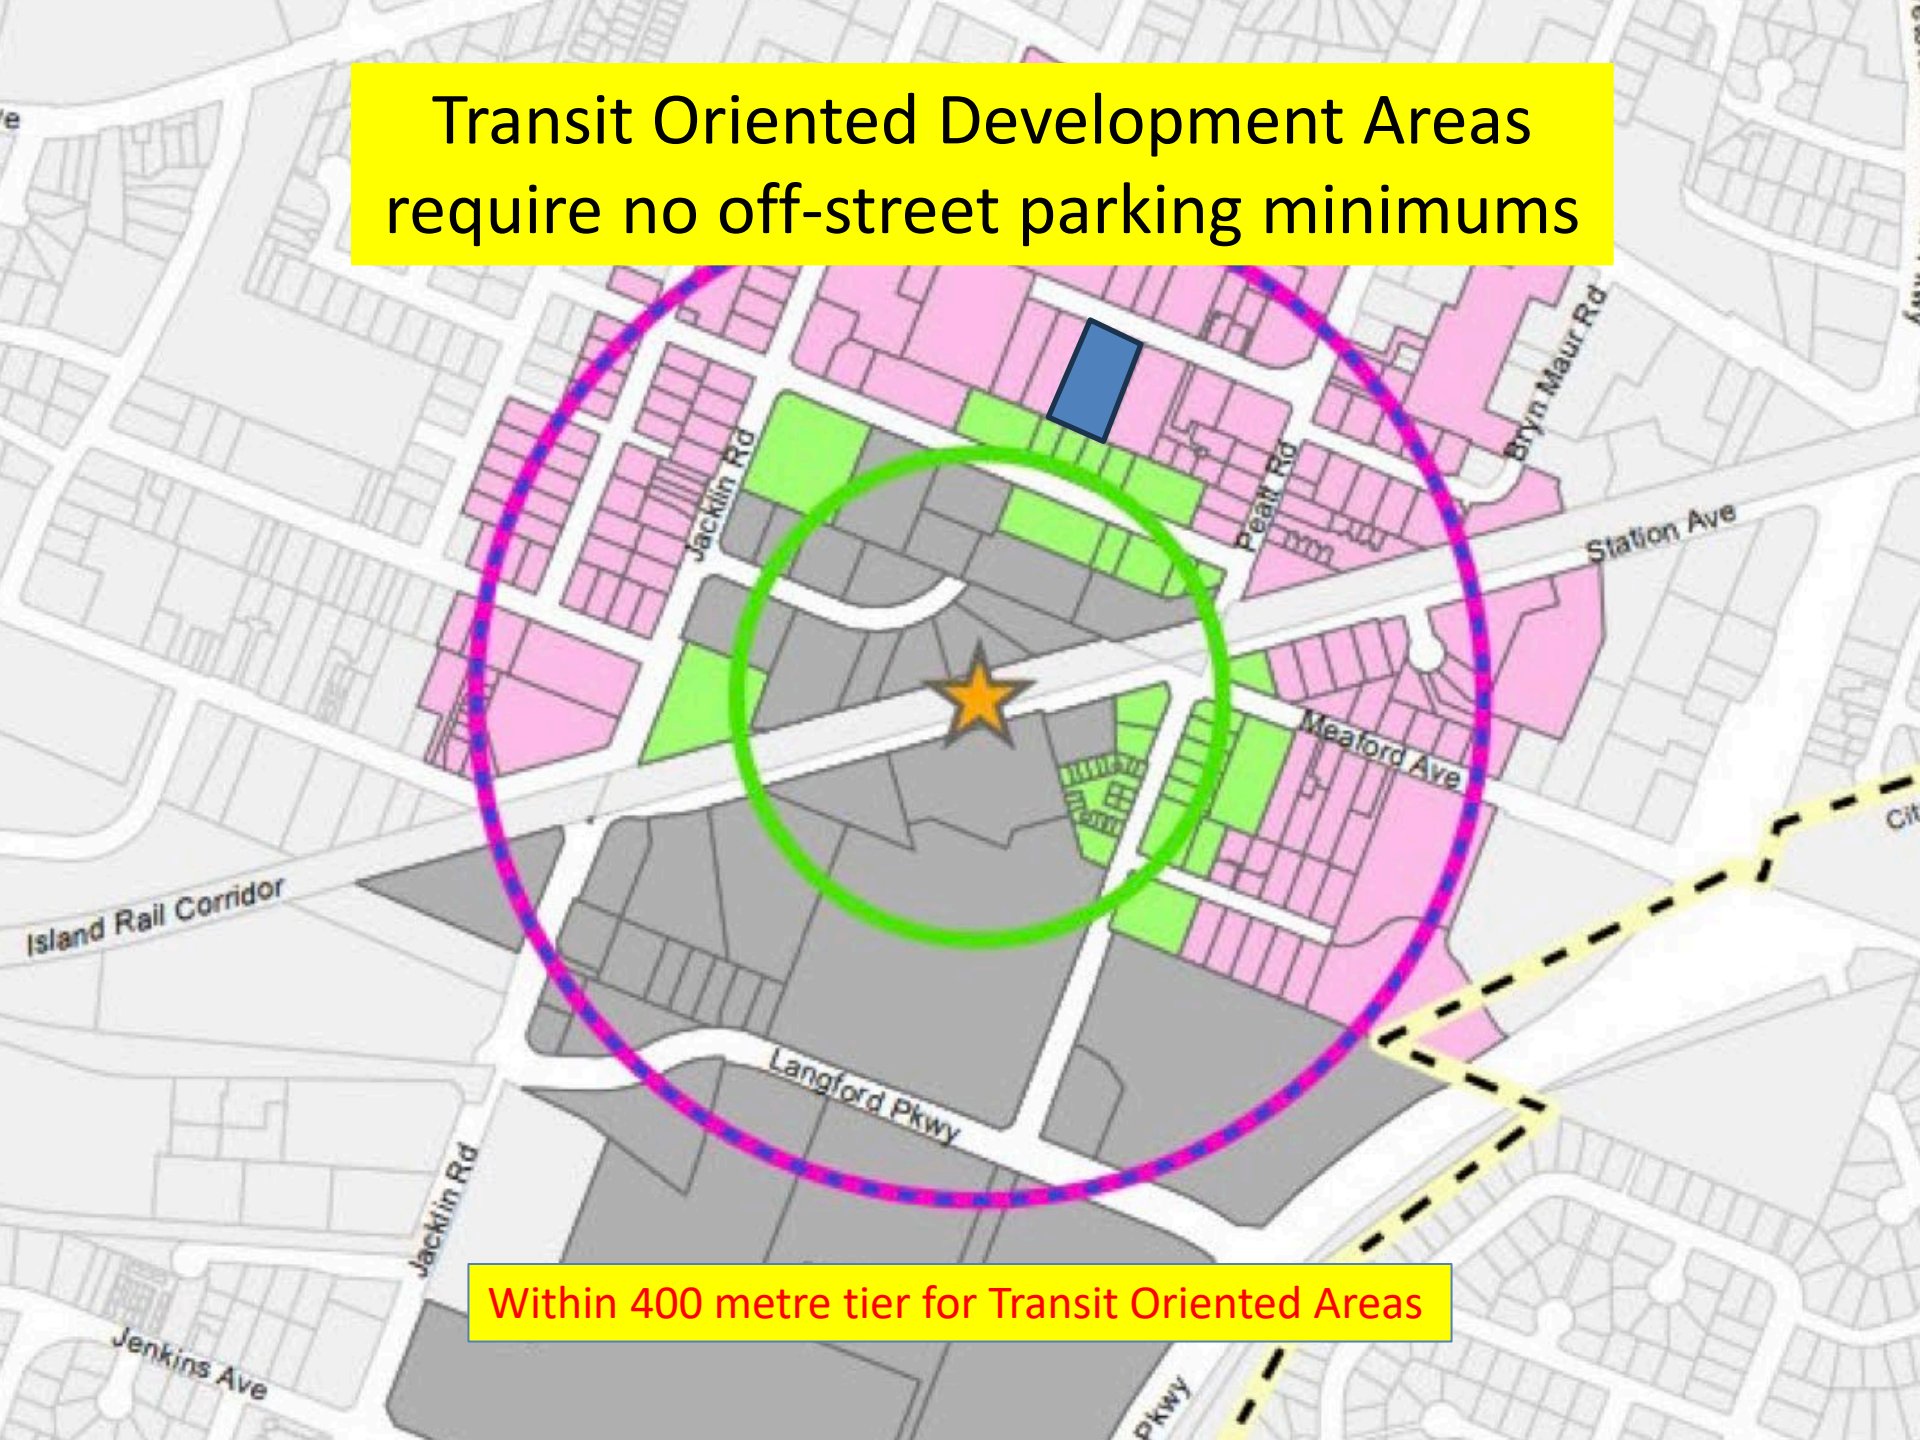 Transit Oriented Development Areas
require no off-street parking minimums
Bryn Maur Rd
Jacklin Rd
Peatt Rd
Station Ave
Meaford Ave
Island Rail Corridor
Langford Pkwy
Jacklin Rd
Within 400 metre tier for Transit Oriented Areas
Jenkins Ave
Pkwy